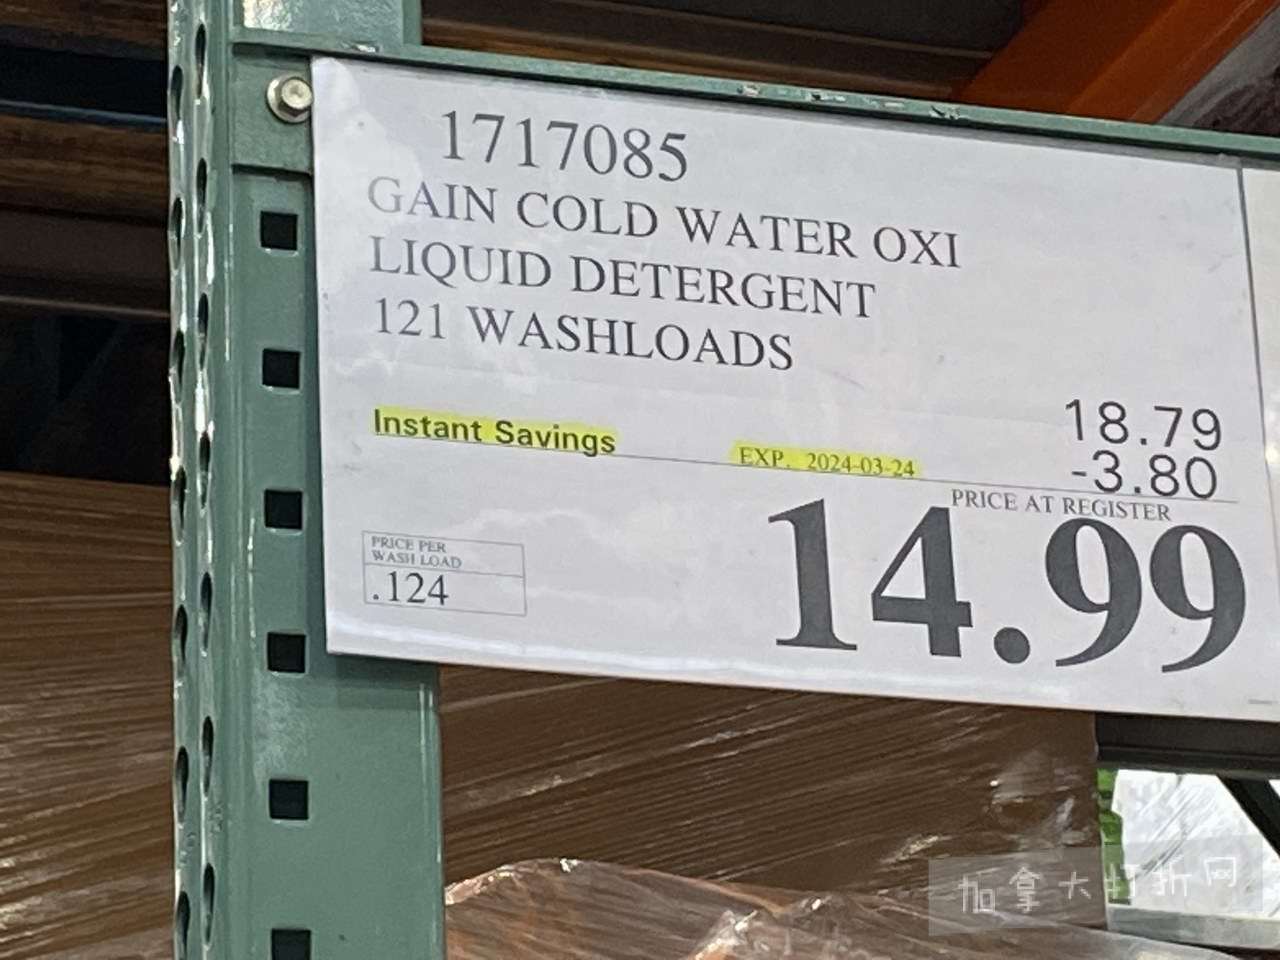 1717085
GAIN COLD WATER OXI
LIQUID DETERGENT
121 WASHLOADS
18.79
Instant Savings EXP. 2024-03-24 -3.80
PRICE AT REGISTER
14.99
PRICE PER
WASH LOAD
.124
加拿大打折网